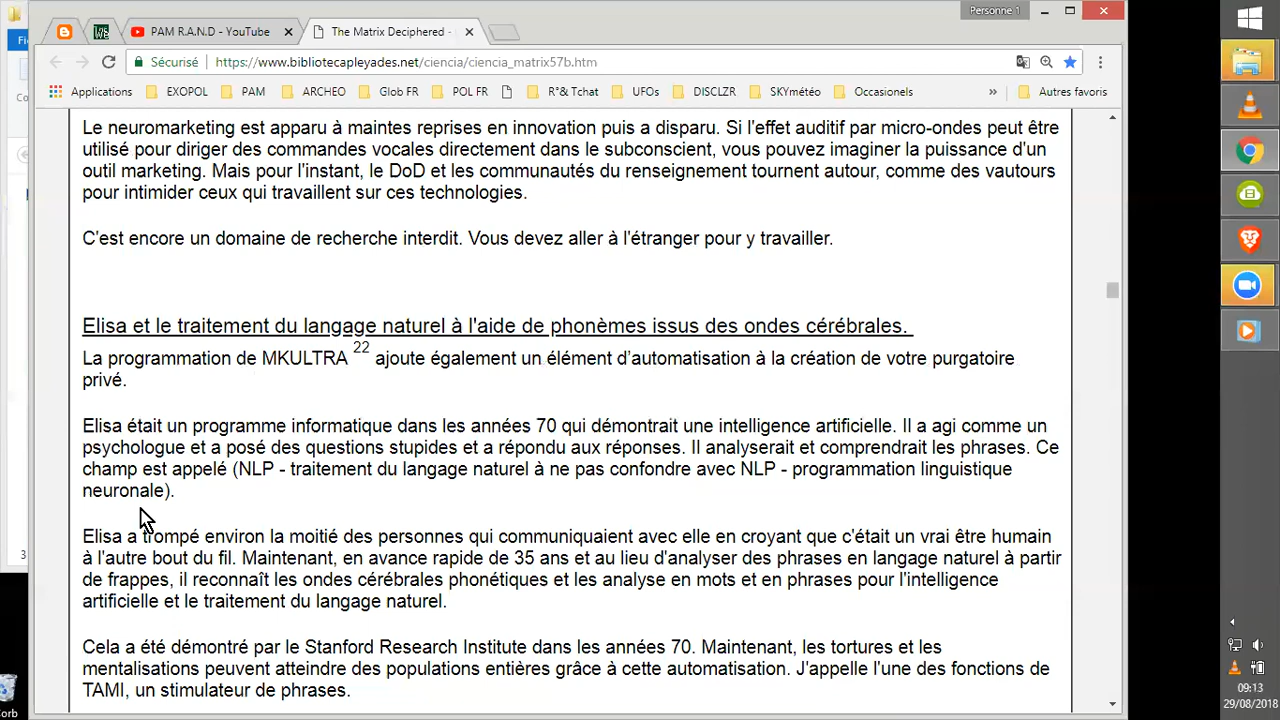 Personne 1
PAM R.A.N.D - YouTube
The Matrix Deciphered -
Sécurisé
https://www.bibliotecapleyades.net/ciencia/ciencia_matrix57b.htm
Applications EXOPOL PAM ARCHEO Glob FR POL FR R°& Tchat UFOs DISCLZR SKYmétéo Occasionels » Autres favoris
Le neuromarketing est apparu à maintes reprises en innovation puis a disparu. Si l'effet auditif par micro-ondes peut être
utilisé pour diriger des commandes vocales directement dans le subconscient, vous pouvez imaginer la puissance d'un
outil marketing. Mais pour l'instant, le DoD et les communautés du renseignement tournent autour, comme des vautours
pour intimider ceux qui travaillent sur ces technologies.
C'est encore un domaine de recherche interdit. Vous devez aller à l'étranger pour y travailler.
Elisa et le traitement du langage naturel à l'aide de phonèmes issus des ondes cérébrales.
La programmation de MKULTRA 22 ajoute également un élément d'automatisation à la création de votre purgatoire
privé.
Elisa était un programme informatique dans les années 70 qui démontrait une intelligence artificielle. Il a agi comme un
psychologue et a posé des questions stupides et a répondu aux réponses. Il analyserait et comprendrait les phrases. Ce
champ est appelé (NLP - traitement du langage naturel à ne pas confondre avec NLP - programmation linguistique
neuronale).
Elisa a trompé environ la moitié des personnes qui communiquaient avec elle en croyant que c'était un vrai être humain
à l'autre bout du fil. Maintenant, en avance rapide de 35 ans et au lieu d'analyser des phrases en langage naturel à partir
de frappes, il reconnaît les ondes cérébrales phonétiques et les analyse en mots et en phrases pour l'intelligence
artificielle et le traitement du langage naturel.
Cela a été démontré par le Stanford Research Institute dans les années 70. Maintenant, les tortures et les
mentalisations peuvent atteindre des populations entières grâce à cette automatisation. J'appelle l'une des fonctions de
TAMI, un stimulateur de phrases.
09:13
29/08/2018